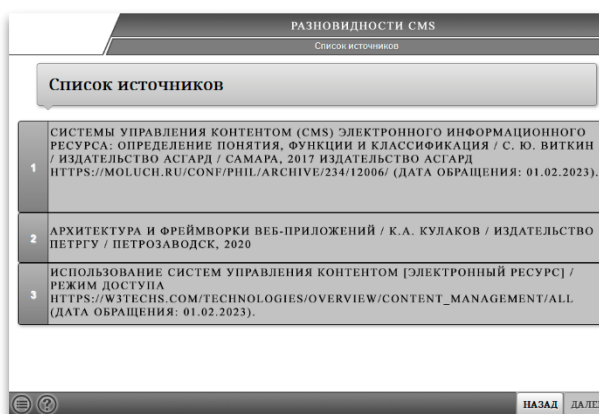 РАЗНОВИДНОСТИ CMS
Список источников
Список источников
1
СИСТЕМЫ УПРАВЛЕНИЯ КОНТЕНТОМ (CMS) ЭЛЕКТРОННОГО ИНФОРМАЦИОННОГО
РЕСУРСА: ОПРЕДЕЛЕНИЕ ПОНЯТИЯ, ФУНКЦИИ И КЛАССИФИКАЦИЯ / С. Ю. ВИТКИН
/ ИЗДАТЕЛЬСТВО АСГАРД / САМАРА, 2017 ИЗДАТЕЛЬСТВО АСГАРД
HTTPS://MOLUCH.RU/CONF/PHIL/ARCHIVE/234/12006/ (ДАТА ОБРАЩЕНИЯ: 01.02.2023).
2
АРХИТЕКТУРА И ФРЕЙМВОРКИ ВЕБ-ПРИЛОЖЕНИЙ / К.А. КУЛАКОВ / ИЗДАТЕЛЬСТВО
ПЕТРГУ / ПЕТРОЗАВОДСК, 2020
3
ИСПОЛЬЗОВАНИЕ СИСТЕМ УПРАВЛЕНИЯ КОНТЕНТОМ [ЭЛЕКТРОННЫЙ РЕСУРС] /
РЕЖИМ ДОСТУПА
HTTPS://W3TECHS.COM/TECHNOLOGIES/OVERVIEW/CONTENT_MANAGEMENT/ALL
(ДАТА ОБРАЩЕНИЯ: 01.02.2023).
?
НАЗАД ДАЛЕ